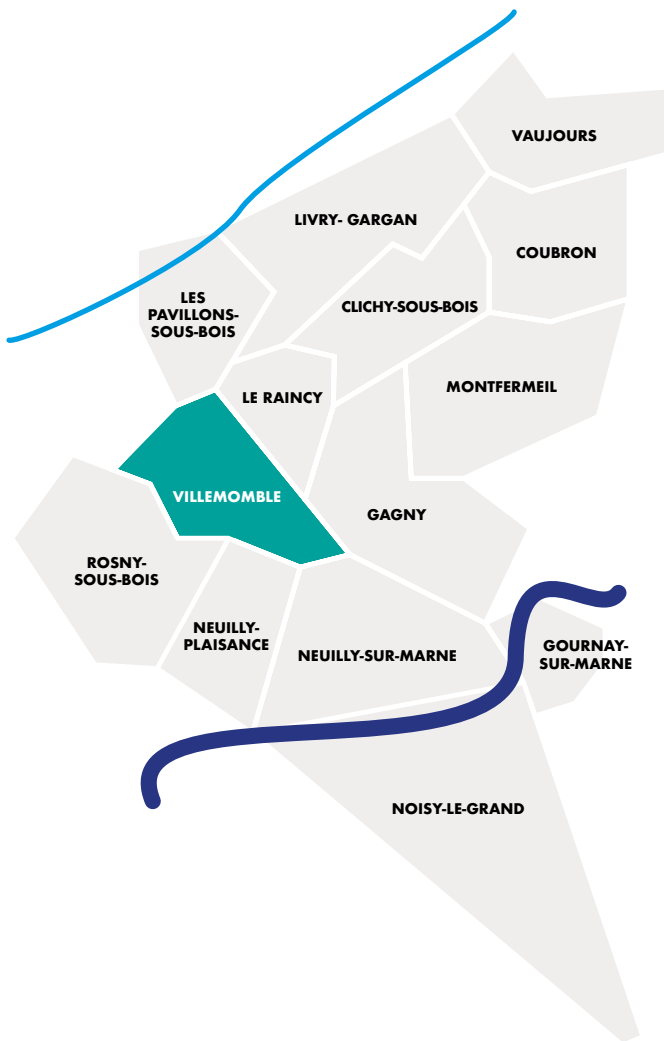 VAUJOURS
LIVRY- GARGAN
COUBRON
LES
PAVILLONS-
SOUS-BOIS
CLICHY-SOUS-BOIS
MONTFERMEIL
LE RAINCY
VILLEMOMBLE
GAGNY
ROSNY-
SOUS-BOIS
NEUILLY-
PLAISANCE
NEUILLY-SUR-MARNE
GOURNAY-
SUR-MARNE
NOISY-LE-GRAND